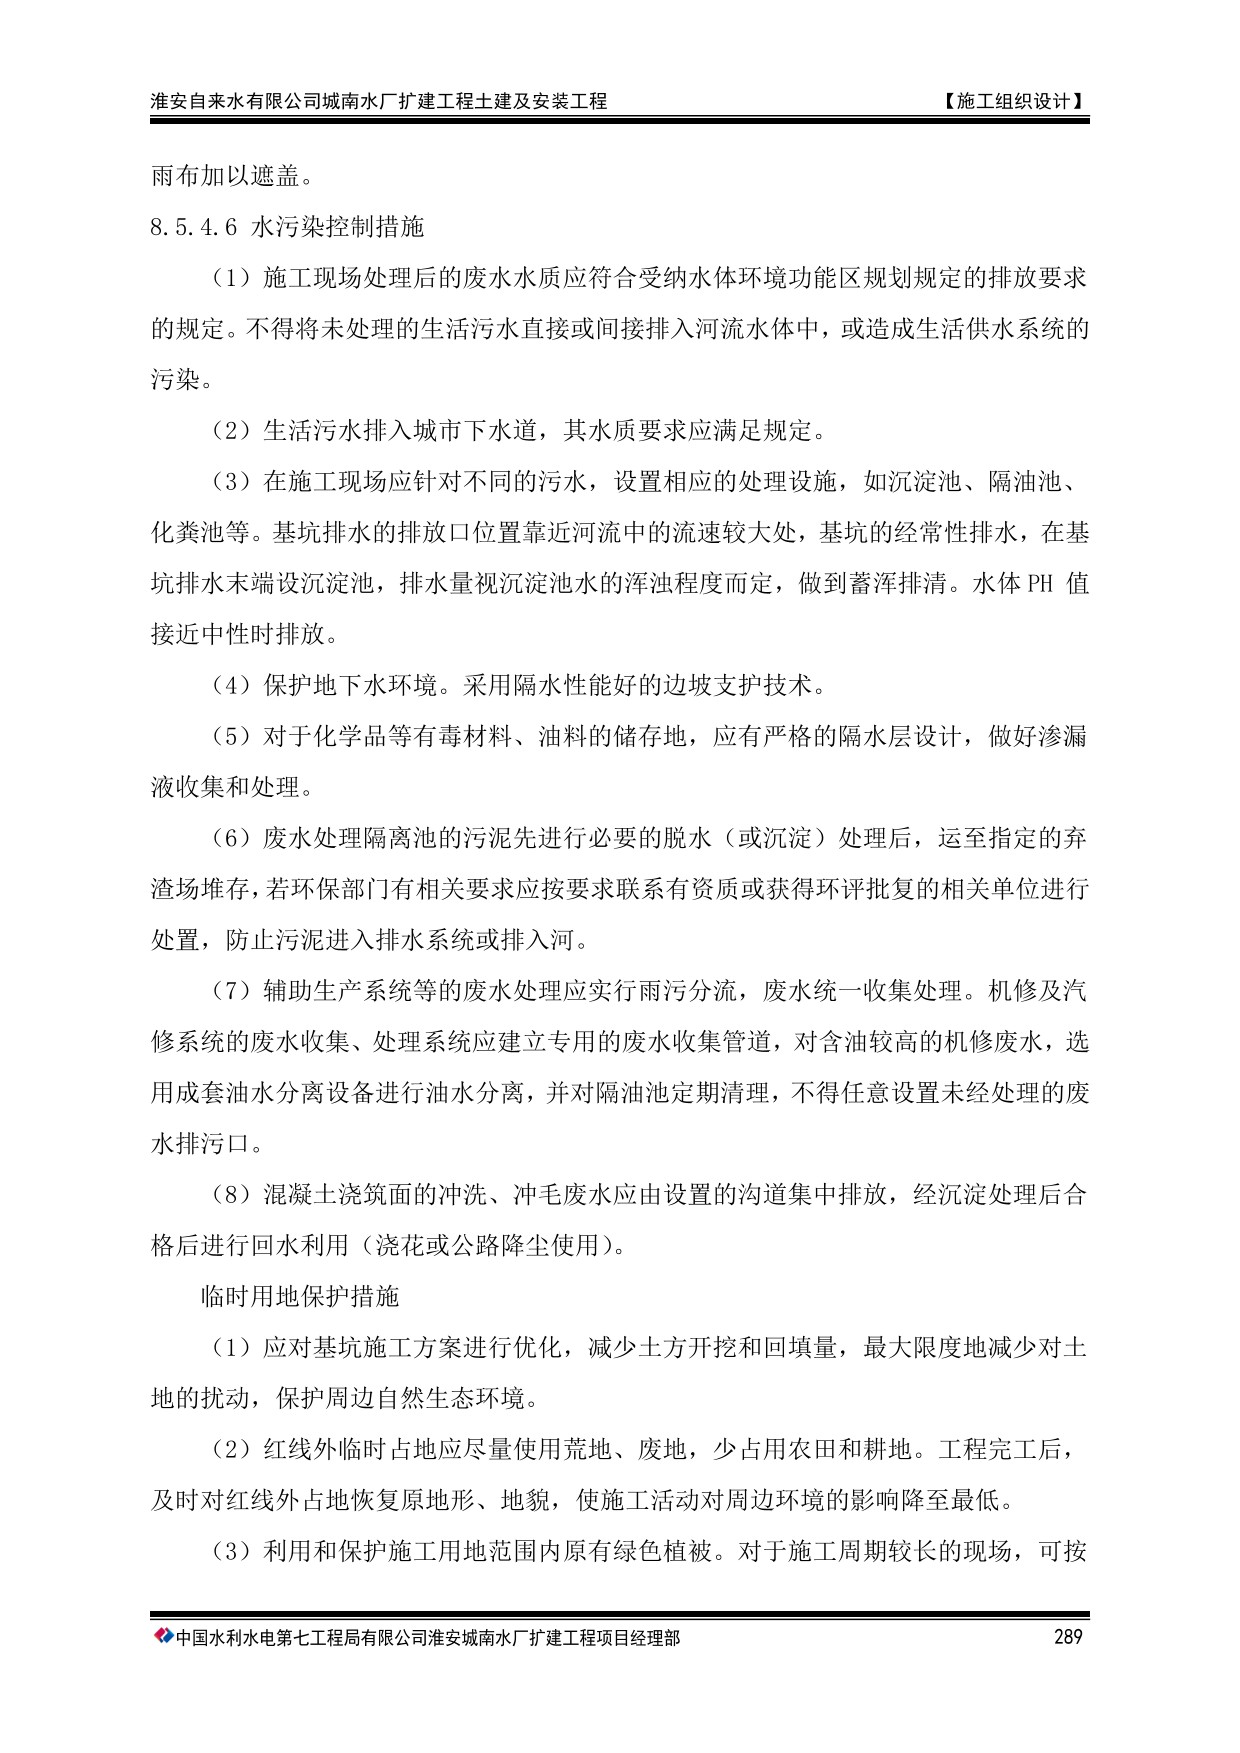 淮安自来水有限公司城南水厂扩建工程土建及安装工程 【施工组织设计】
雨布加以遮盖。
8.5.4.6 水污染控制措施
（1）施工现场处理后的废水水质应符合受纳水体环境功能区规划规定的排放要求
的规定。不得将未处理的生活污水直接或间接排入河流水体中，或造成生活供水系统的
污染。
（2）生活污水排入城市下水道，其水质要求应满足规定。
（3）在施工现场应针对不同的污水，设置相应的处理设施，如沉淀池、隔油池、
化粪池等。基坑排水的排放口位置靠近河流中的流速较大处，基坑的经常性排水，在基
坑排水末端设沉淀池，排水量视沉淀池水的浑浊程度而定，做到蓄浑排清。水体 PH 值
接近中性时排放。
（4）保护地下水环境。采用隔水性能好的边坡支护技术。
（5）对于化学品等有毒材料、油料的储存地，应有严格的隔水层设计，做好渗漏
液收集和处理。
（6）废水处理隔离池的污泥先进行必要的脱水（或沉淀）处理后，运至指定的弃
渣场堆存，若环保部门有相关要求应按要求联系有资质或获得环评批复的相关单位进行
处置，防止污泥进入排水系统或排入河。
（7）辅助生产系统等的废水处理应实行雨污分流，废水统一收集处理。机修及汽
修系统的废水收集、处理系统应建立专用的废水收集管道，对含油较高的机修废水，选
用成套油水分离设备进行油水分离，并对隔油池定期清理，不得任意设置未经处理的废
水排污口。
（8）混凝土浇筑面的冲洗、冲毛废水应由设置的沟道集中排放，经沉淀处理后合
格后进行回水利用（浇花或公路降尘使用）。
临时用地保护措施
（1）应对基坑施工方案进行优化，减少土方开挖和回填量，最大限度地减少对土
地的扰动，保护周边自然生态环境。
（2）红线外临时占地应尽量使用荒地、废地，少占用农田和耕地。工程完工后，
及时对红线外占地恢复原地形、地貌，使施工活动对周边环境的影响降至最低。
（3）利用和保护施工用地范围内原有绿色植被。对于施工周期较长的现场，可按
中国水利水电第七工程局有限公司淮安城南水厂扩建工程项目经理部 289